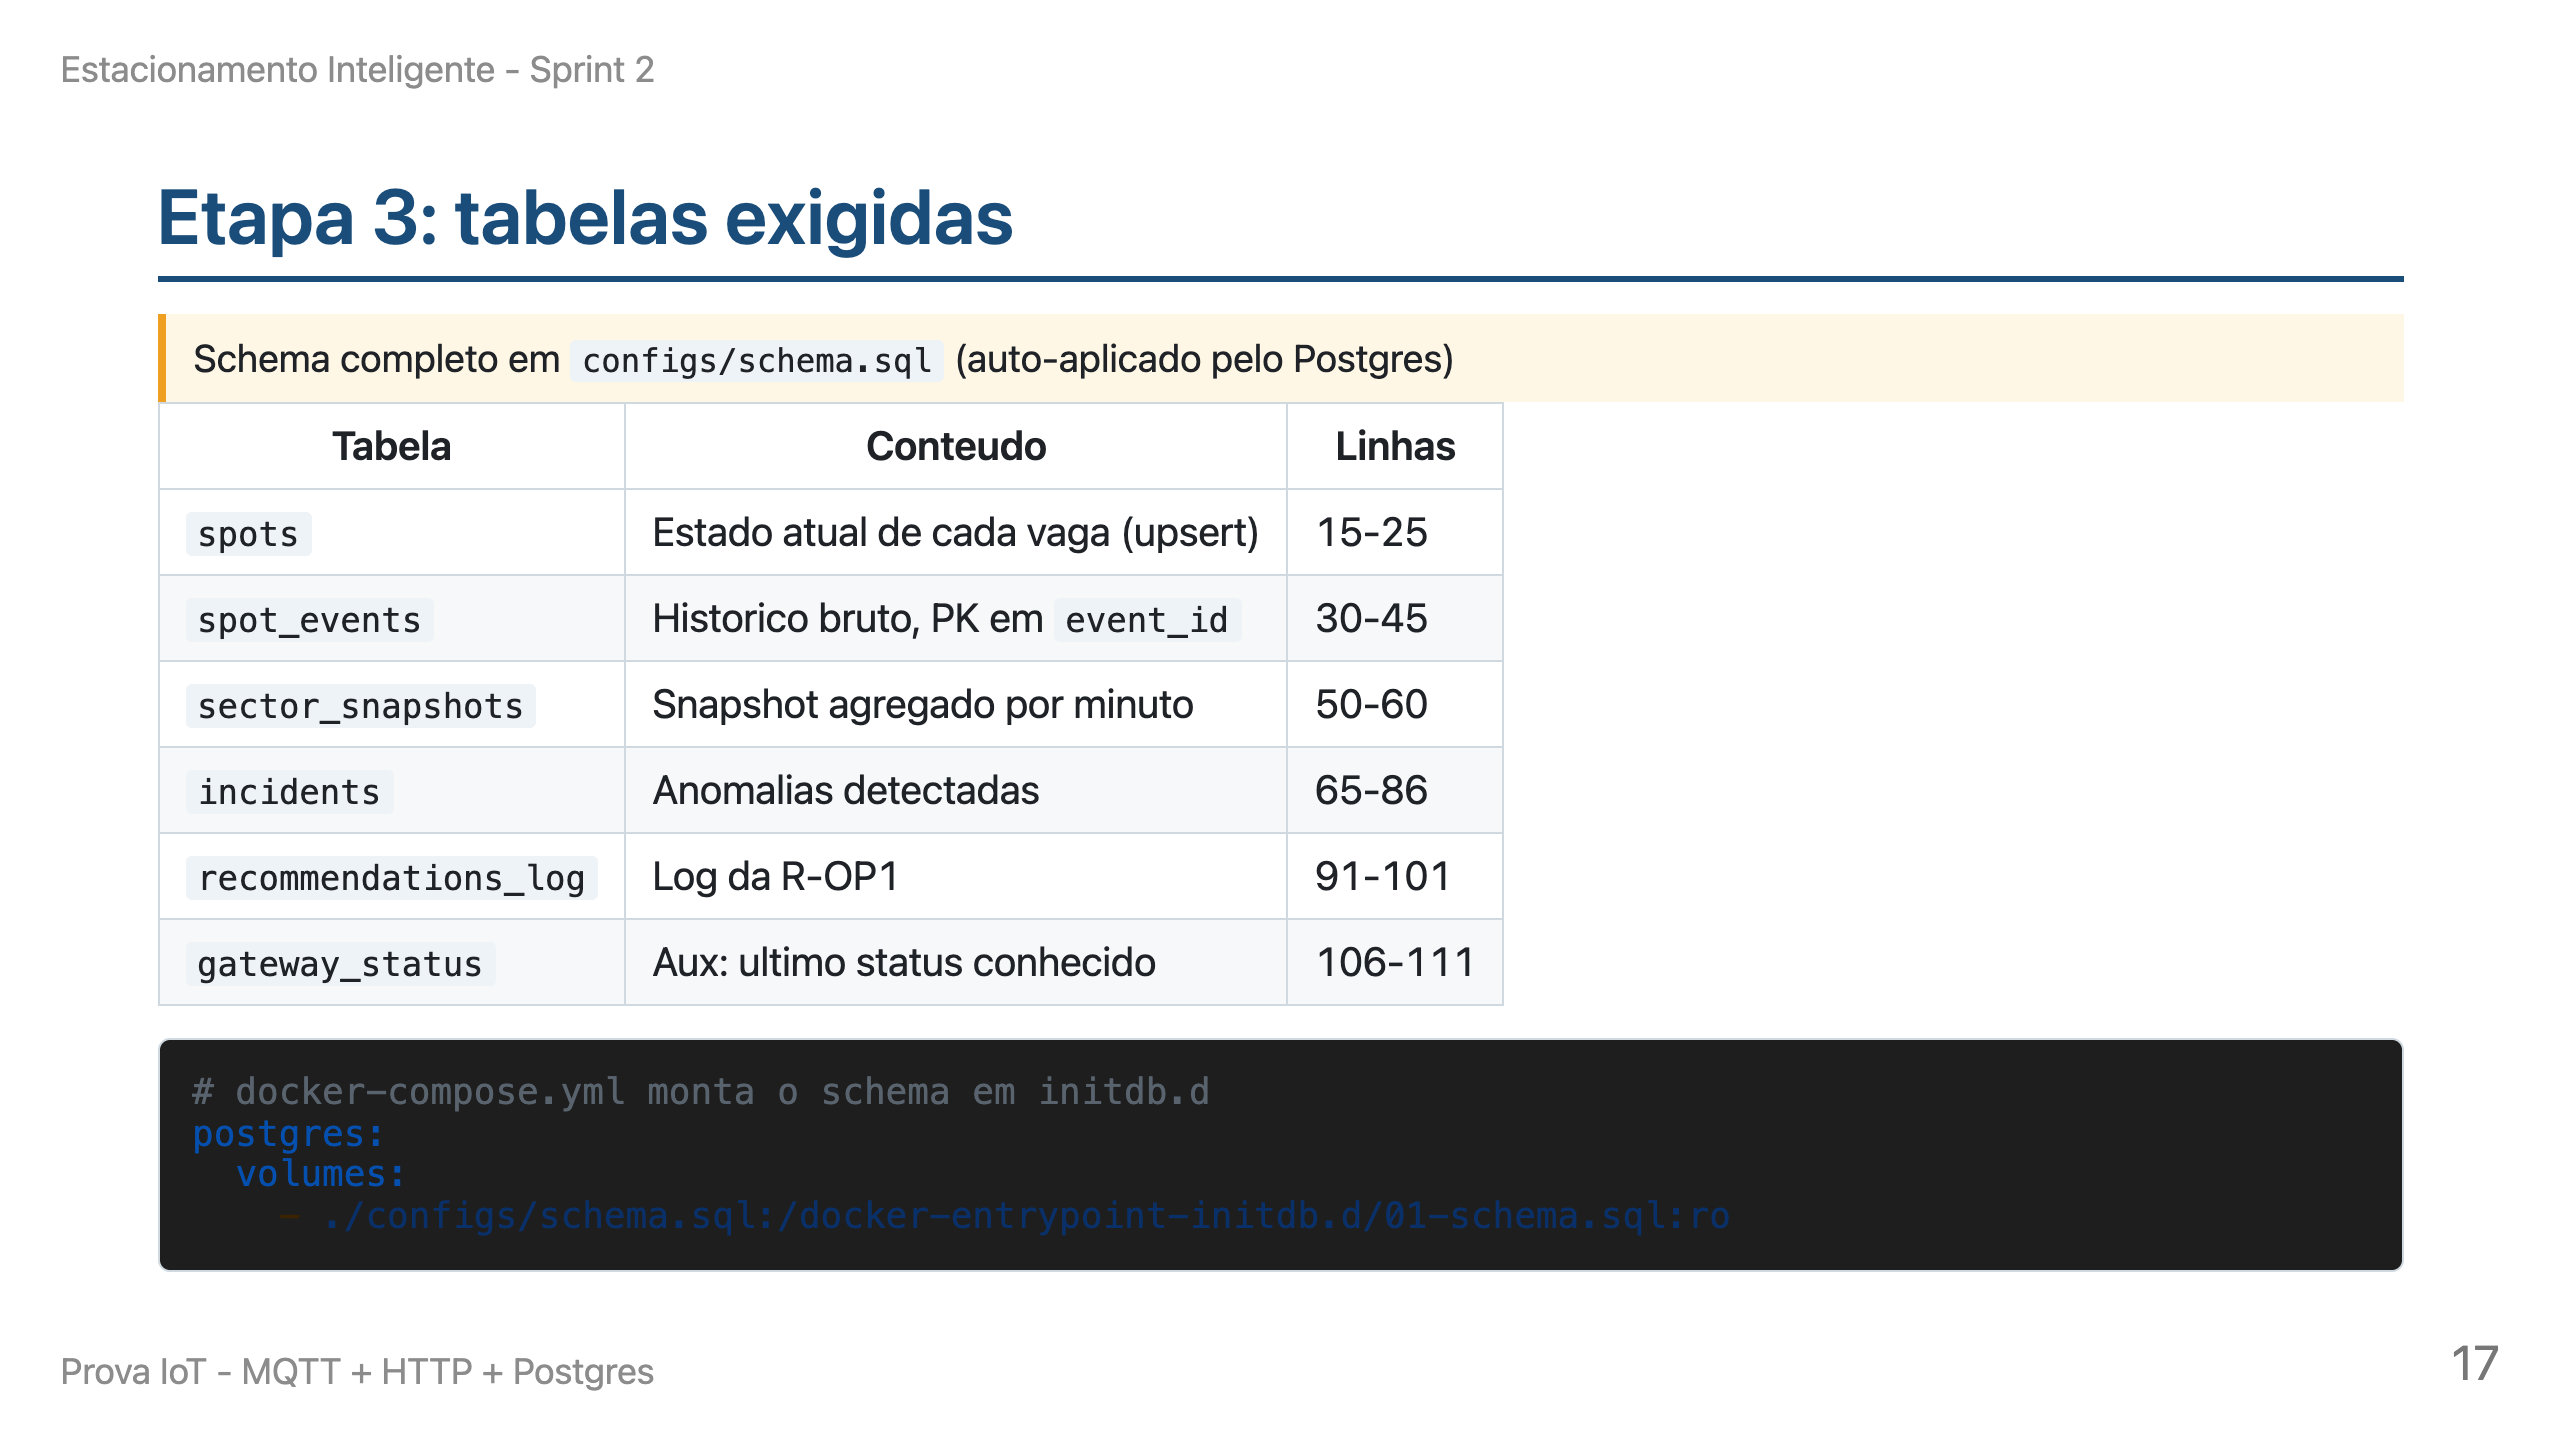 Estacionamento Inteligente - Sprint 2
Etapa 3: tabelas exigidas
Schema completo em configs/schema.sql (auto-aplicado pelo Postgres)
Tabela Conteudo Linhas
spots Estado atual de cada vaga (upsert) 15-25
spot_events Historico bruto, PK em event_id 30-45
sector_snapshots Snapshot agregado por minuto 50-60
incidents Anomalias detectadas 65-86
recommendations_log Log da R-OP1 91-101
gateway_status Aux: ultimo status conhecido 106-111
# docker-compose.yml monta o schema em initdb.d
postgres:
  volumes:
    - ./configs/schema.sql:/docker-entrypoint-initdb.d/01-schema.sql:ro
Prova IoT - MQTT + HTTP + Postgres
17